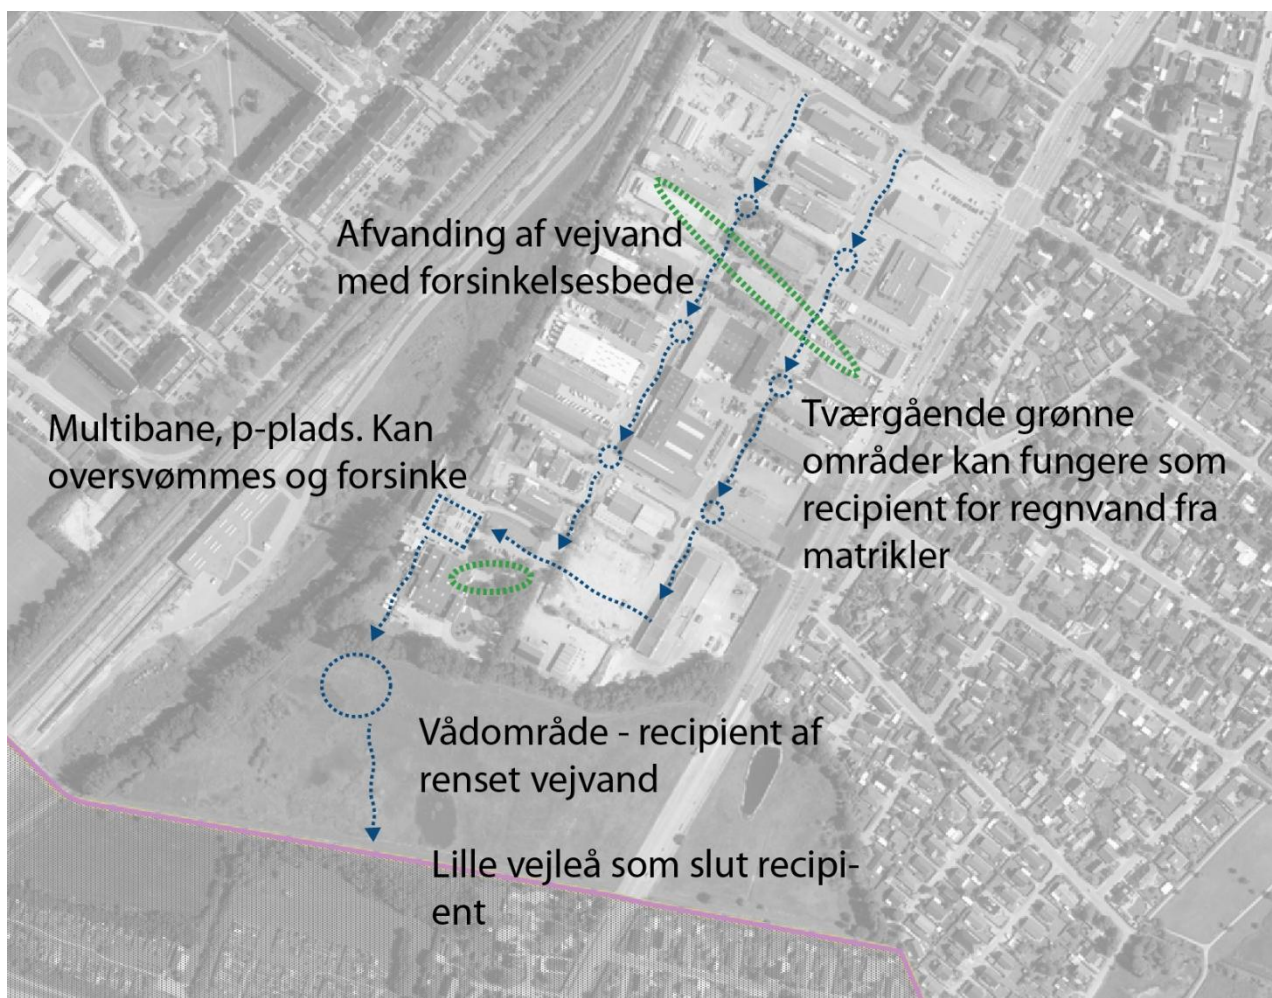 Afvanding af vejvand
med forsinkelsesbede
Multibane, p-plads. Kan
oversvømmes og forsinke
Tværgående grønne
områder kan fungere som
recipient for regnvand fra
matrikler
Vådområde - recipient af
renset vejvand
Lille vejleå som slut recipi-
ent